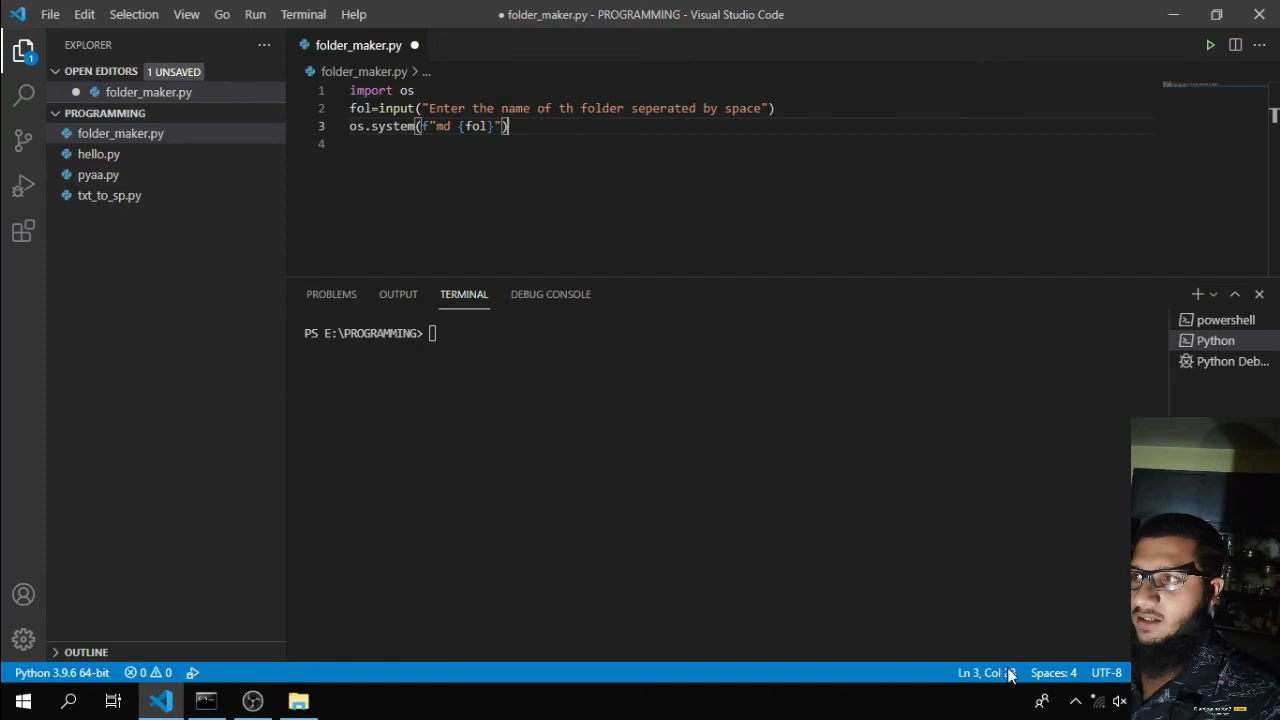 File Edit Selection View Go Run Terminal Help
● folder_maker.py - PROGRAMMING - Visual Studio Code
EXPLORER
folder_maker.py
OPEN EDITORS 1 UNSAVED
folder_maker.py > ...
folder_maker.py
1 import os
2 fol=input("Enter the name of th folder seperated by space")
3 os.system(f"md {fol}")
4
PROGRAMMING
folder_maker.py
hello.py
pyaa.py
txt_to_sp.py
1
PROBLEMS OUTPUT TERMINAL DEBUG CONSOLE
PS E:\PROGRAMMING>
powershell
Python
Python Deb...
OUTLINE
Python 3.9.6 64-bit 0 0 Ln 3, Col Spaces: 4 UTF-8